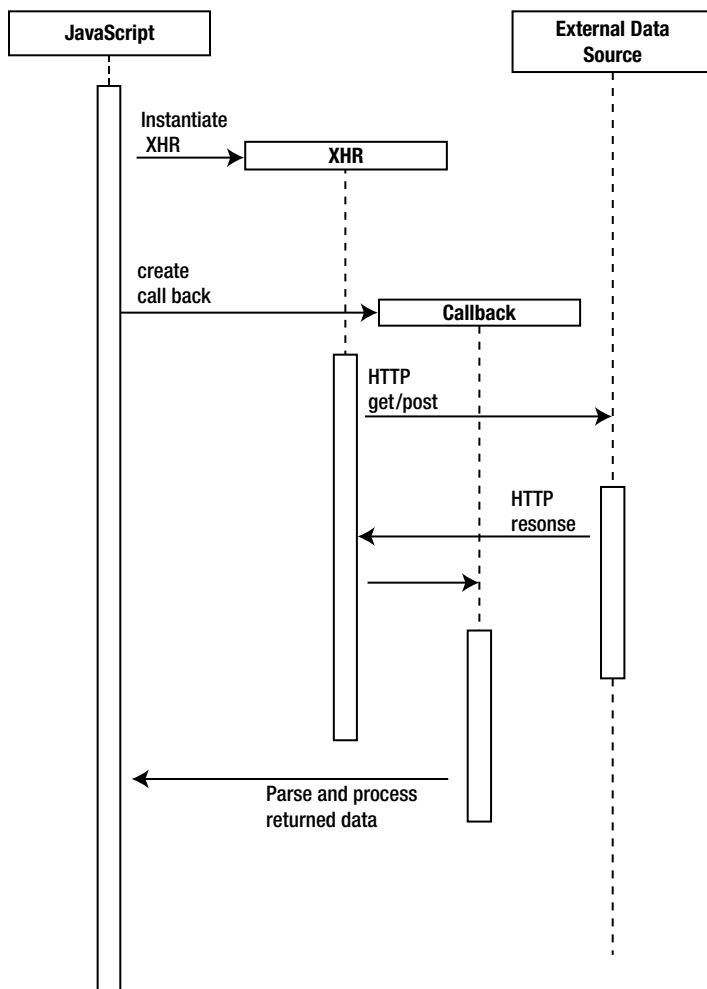 JavaScript
External Data
Source
Instantiate
XHR
XHR
create
call back
Callback
HTTP
get/post
HTTP
resonse
Parse and process
returned data